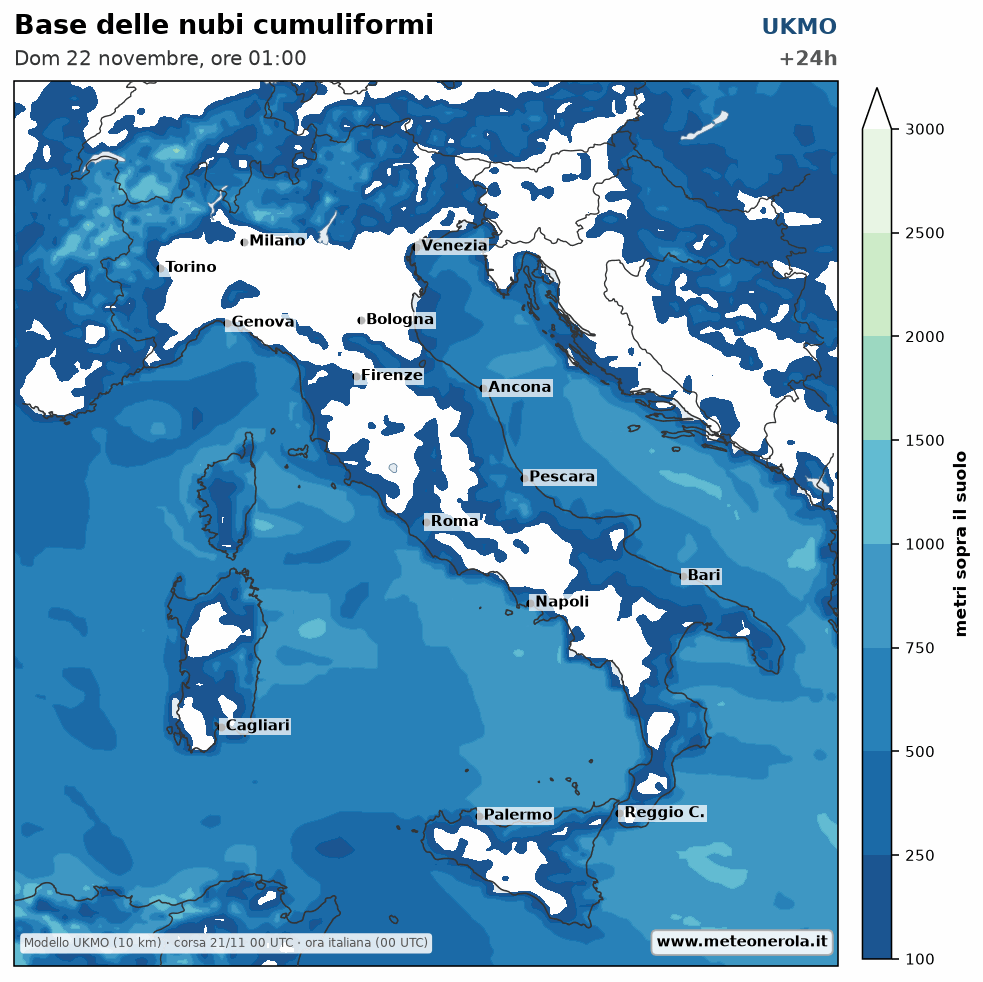 Base delle nubi cumuliformi
UKMO
Dom 22 novembre, ore 01:00
+24h
3000
2500
2000
1500
1000
750
500
250
100
metri sopra il suolo
Milano
Venezia
Torino
Genova
Bologna
Firenze
Ancona
Pescara
Roma
Bari
Napoli
Cagliari
Palermo
Reggio C.
Modello UKMO (10 km) · corsa 21/11 00 UTC · ora italiana (00 UTC)
www.meteonerola.it